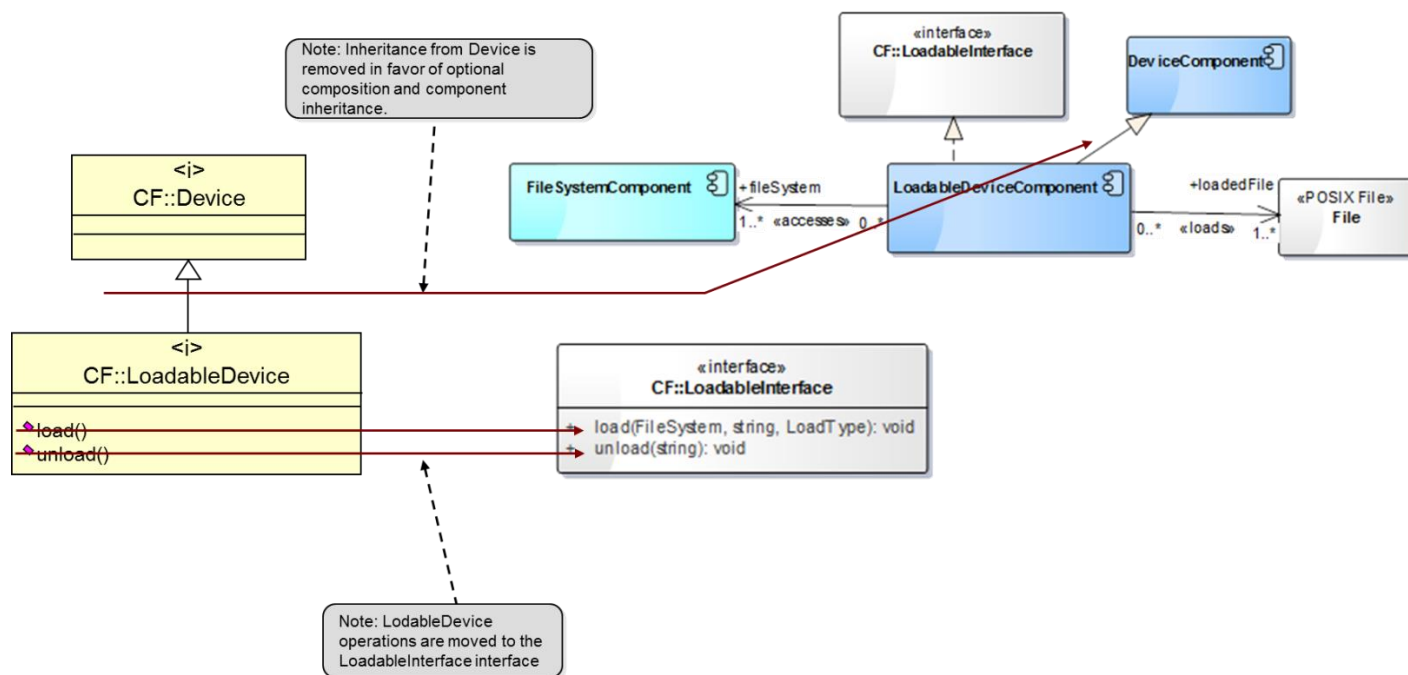 Note: Inheritance from Device is
removed in favor of optional
composition and component
inheritance.
«interface»
CF::LoadableInterface
DeviceComponent
<i>
CF::Device
FileSystemComponent
+fileSystem
1..* «accesses» 0..*
LoadableDeviceComponent
+loadedFile
0..* «loads» 1..*
«POSIX File»
File
<i>
CF::LoadableDevice
load()
unload()
«interface»
CF::LoadableInterface
+ load(FileSystem, string, LoadType): void
+ unload(string): void
Note: LodableDevice
operations are moved to the
LoadableInterface interface